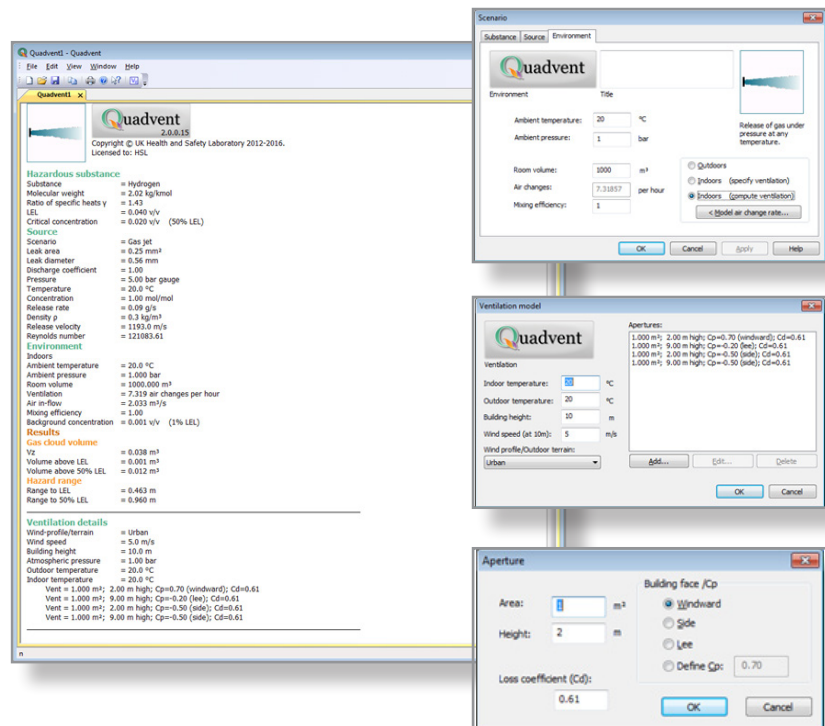 Quadvent1 - Quadvent
File Edit View Window Help
Quadvent1 x
Quadvent
2.0.0.15
Copyright © UK Health and Safety Laboratory 2012-2016.
Licensed to: HSL
Hazardous substance
Substance = Hydrogen
Molecular weight = 2.02 kg/kmol
Ratio of specific heats γ = 1.43
LEL = 0.040 v/v
Critical concentration = 0.020 v/v (50% LEL)
Source
Scenario = Gas jet
Leak area = 0.25 mm²
Leak diameter = 0.56 mm
Discharge coefficient = 1.00
Pressure = 5.00 bar gauge
Temperature = 20.0 °C
Concentration = 1.00 mol/mol
Release rate = 0.09 g/s
Density ρ = 0.3 kg/m³
Release velocity = 1193.0 m/s
Reynolds number = 121083.61
Environment
Indoors
Ambient temperature = 20.0 °C
Ambient pressure = 1.000 bar
Room volume = 1000.000 m³
Ventilation = 7.319 air changes per hour
Air in-flow = 2.033 m³/s
Mixing efficiency = 1.00
Background concentration = 0.001 v/v (1% LEL)
Results
Gas cloud volume
Vz = 0.038 m³
Volume above LEL = 0.001 m³
Volume above 50% LEL = 0.012 m³
Hazard range
Range to LEL = 0.463 m
Range to 50% LEL = 0.960 m
Ventilation details
Wind-profile/terrain = Urban
Wind speed = 5.0 m/s
Building height = 10.0 m
Atmospheric pressure = 1.00 bar
Outdoor temperature = 20.0 °C
Indoor temperature = 20.0 °C
Vent = 1.000 m²; 2.00 m high; Cp=0.70 (windward); Cd=0.61
Vent = 1.000 m²; 9.00 m high; Cp=-0.20 (lee); Cd=0.61
Vent = 1.000 m²; 2.00 m high; Cp=-0.50 (side); Cd=0.61
Vent = 1.000 m²; 9.00 m high; Cp=-0.50 (side); Cd=0.61
Scenario
Substance Source Environment
Quadvent
Environment Title
Ambient temperature: 20 °C
Ambient pressure: 1 bar
Release of gas under
pressure at any
temperature.
Room volume: 1000 m³
Air changes: 7.31857 per hour
Mixing efficiency: 1
Outdoors
Indoors (specify ventilation)
Indoors (compute ventilation)
< Model air change rate...
OK Cancel Apply Help
Ventilation model
Quadvent
Ventilation
Indoor temperature: 20 °C
Outdoor temperature: 20 °C
Building height: 10 m
Wind speed (at 10m): 5 m/s
Wind profile/Outdoor terrain:
Urban
Apertures:
1.000 m²; 2.00 m high; Cp=0.70 (windward); Cd=0.61
1.000 m²; 9.00 m high; Cp=-0.20 (lee); Cd=0.61
1.000 m²; 2.00 m high; Cp=-0.50 (side); Cd=0.61
1.000 m²; 9.00 m high; Cp=-0.50 (side); Cd=0.61
Add... Edit... Delete
OK Cancel
Aperture
Area: 1 m²
Height: 2 m
Loss coefficient (Cd):
0.61
Building face /Cp
Windward
Side
Lee
Define Cp: 0.70
OK Cancel